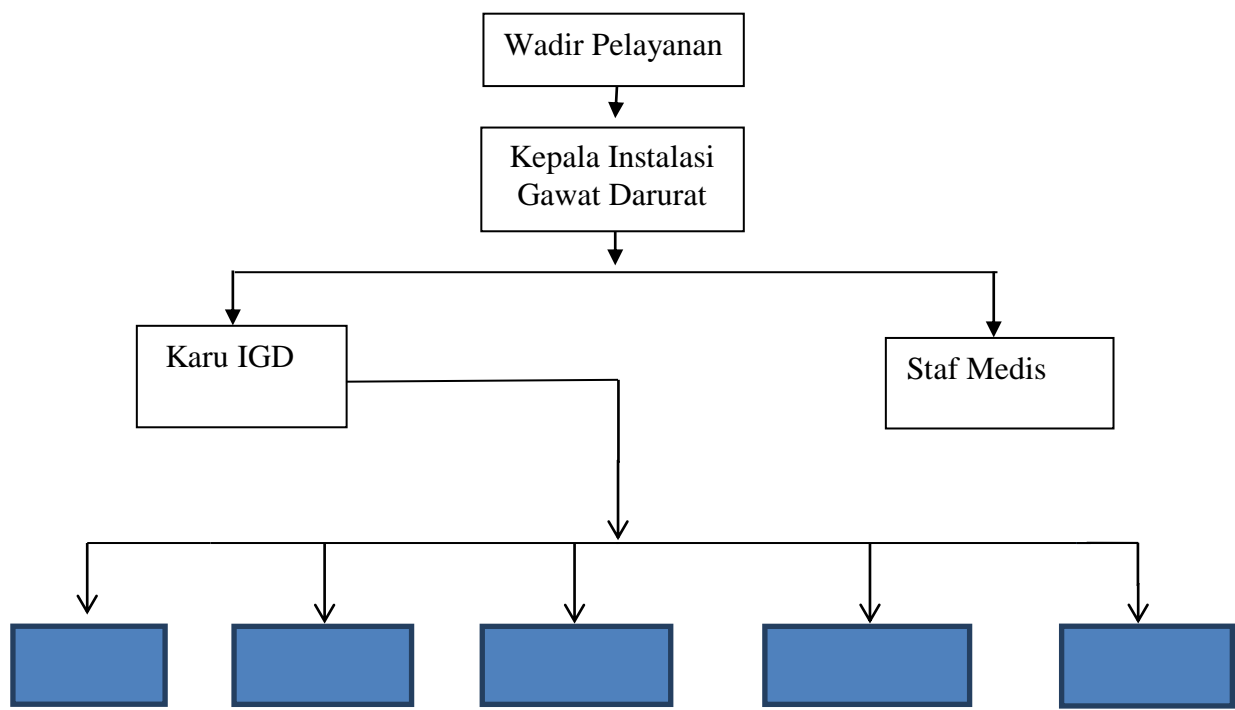 Wadir Pelayanan
Kepala Instalasi
Gawat Darurat
Karu IGD
Staf Medis